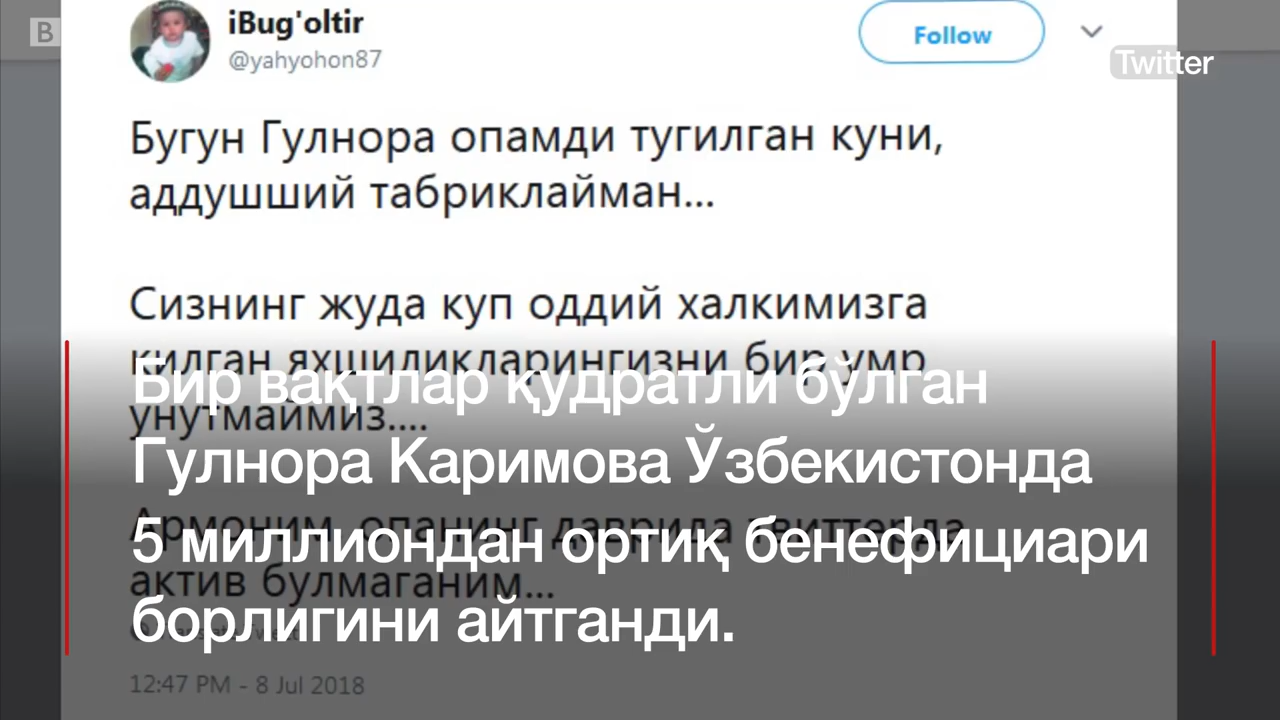 B
iBug'oltir
@yahyohon87
Follow
Twitter
Бугун Гулнора опамди тугилган куни,
аддушший табриклайман...
Сизнинг жуда куп оддий халкимизга
килган яхшиликларингизни бир умр
унутмаймиз....
Бир вақтлар қудратли бўлган
Гулнора Каримова Ўзбекистонда
Армоним, опанинг даврида твиттерда
5 миллиондан ортиқ бенефициари
актив булмаганим...
борлигини айтганди.
12:47 PM - 8 Jul 2018